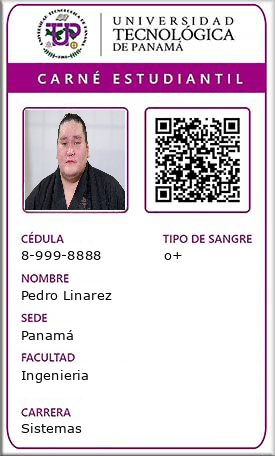 UTP
UNIVERSIDAD
TECNOLÓGICA
DE PANAMÁ
CARNÉ ESTUDIANTIL
CÉDULA
8-999-8888
TIPO DE SANGRE
o+
NOMBRE
Pedro Linarez
SEDE
Panamá
FACULTAD
Ingenieria
CARRERA
Sistemas